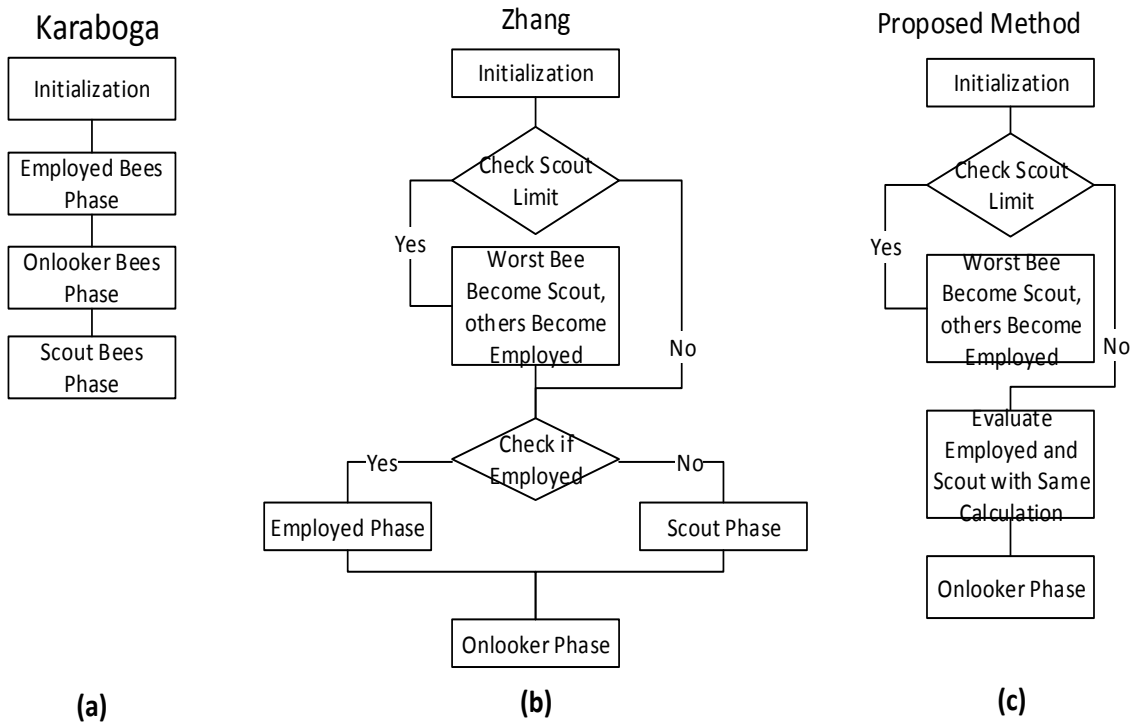 Karaboga
Initialization
Employed Bees
Phase
Onlooker Bees
Phase
Scout Bees
Phase
(a)
Zhang
Initialization
Check Scout
Limit
Yes
No
Worst Bee
Become Scout,
others Become
Employed
Check if
Employed
Yes
No
Employed Phase
Scout Phase
Onlooker Phase
(b)
Proposed Method
Initialization
Check Scout
Limit
Yes
No
Worst Bee
Become Scout,
others Become
Employed
Evaluate
Employed and
Scout with Same
Calculation
Onlooker Phase
(c)